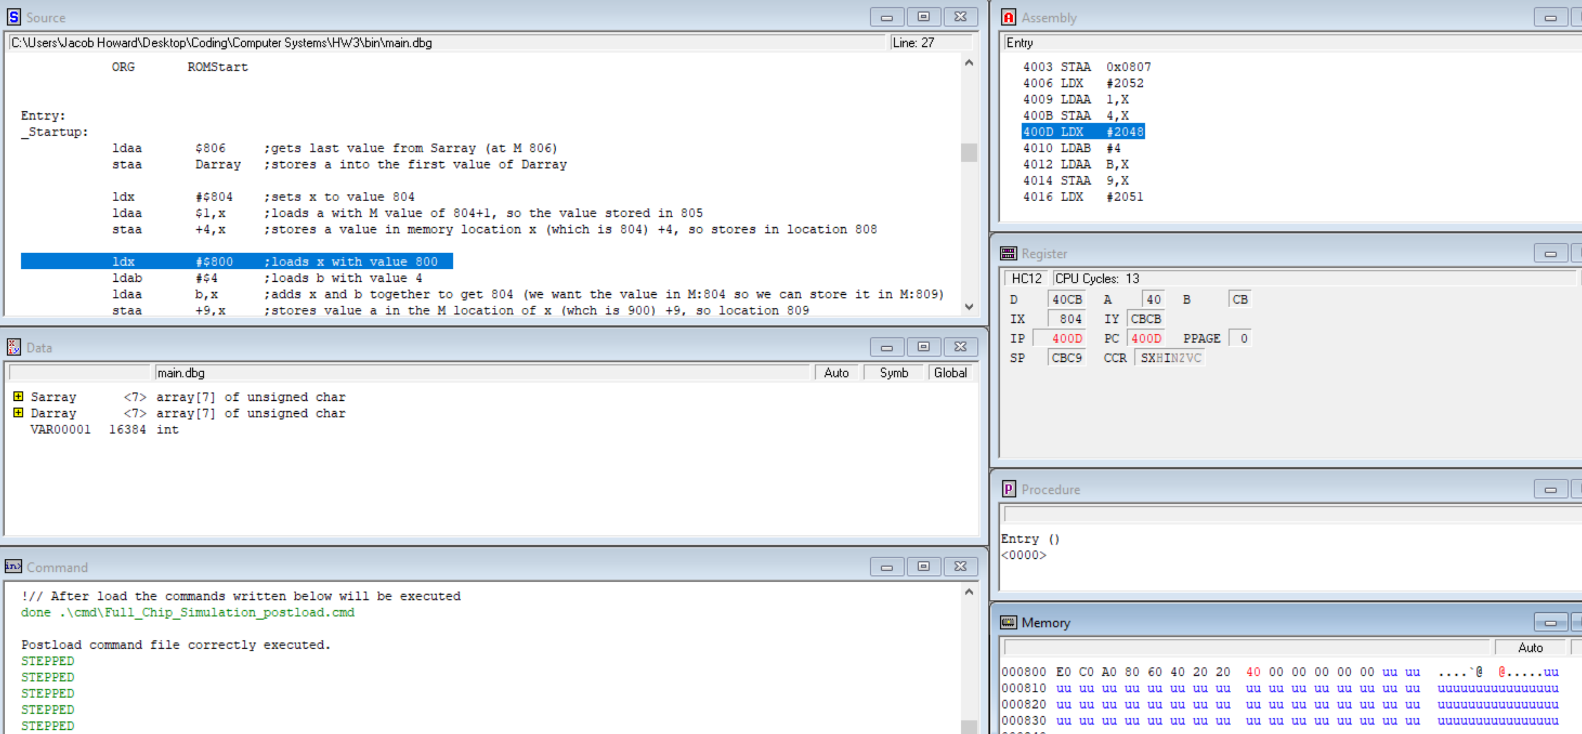 Source
C:\Users\Jacob Howard\Desktop\Coding\Computer Systems\HW3\bin\main.dbg Line: 27
ORG ROMStart
Entry:
_Startup:
ldaa $806 ;gets last value from Sarray (at M 806)
staa Darray ;stores a into the first value of Darray
ldx #$804 ;sets x to value 804
ldaa $1,x ;loads a with M value of 804+1, so the value stored in 805
staa +4,x ;stores a value in memory location x (which is 804) +4, so stores in location 808
ldx #$800 ;loads x with value 800
ldab #$4 ;loads b with value 4
ldaa b,x ;adds x and b together to get 804 (we want the value in M:804 so we can store it in M:809)
staa +9,x ;stores value a in the M location of x (whch is 900) +9, so location 809
Data
main.dbg Auto Symb Global
Sarray <7> array[7] of unsigned char
Darray <7> array[7] of unsigned char
VAR00001 16384 int
Command
!// After load the commands written below will be executed
done .\cmd\Full_Chip_Simulation_postload.cmd
Postload command file correctly executed.
STEPPED
STEPPED
STEPPED
STEPPED
STEPPED
Assembly
Entry
4003 STAA 0x0807
4006 LDX #2052
4009 LDAA 1,X
400B STAA 4,X
400D LDX #2048
4010 LDAB #4
4012 LDAA B,X
4014 STAA 9,X
4016 LDX #2051
Register
HC12 CPU Cycles: 13
D 40CB A 40 B CB
IX 804 IY CBCB
IP 400D PC 400D PPAGE 0
SP CBC9 CCR SXHINZVC
Procedure
Entry ()
<0000>
Memory
Auto
000800 E0 C0 A0 80 60 40 20 20 40 00 00 00 00 00 uu uu ....`@ @.....uu
000810 uu uu uu uu uu uu uu uu uu uu uu uu uu uu uu uu uuuuuuuuuuuuuuuu
000820 uu uu uu uu uu uu uu uu uu uu uu uu uu uu uu uu uuuuuuuuuuuuuuuu
000830 uu uu uu uu uu uu uu uu uu uu uu uu uu uu uu uu uuuuuuuuuuuuuuuu